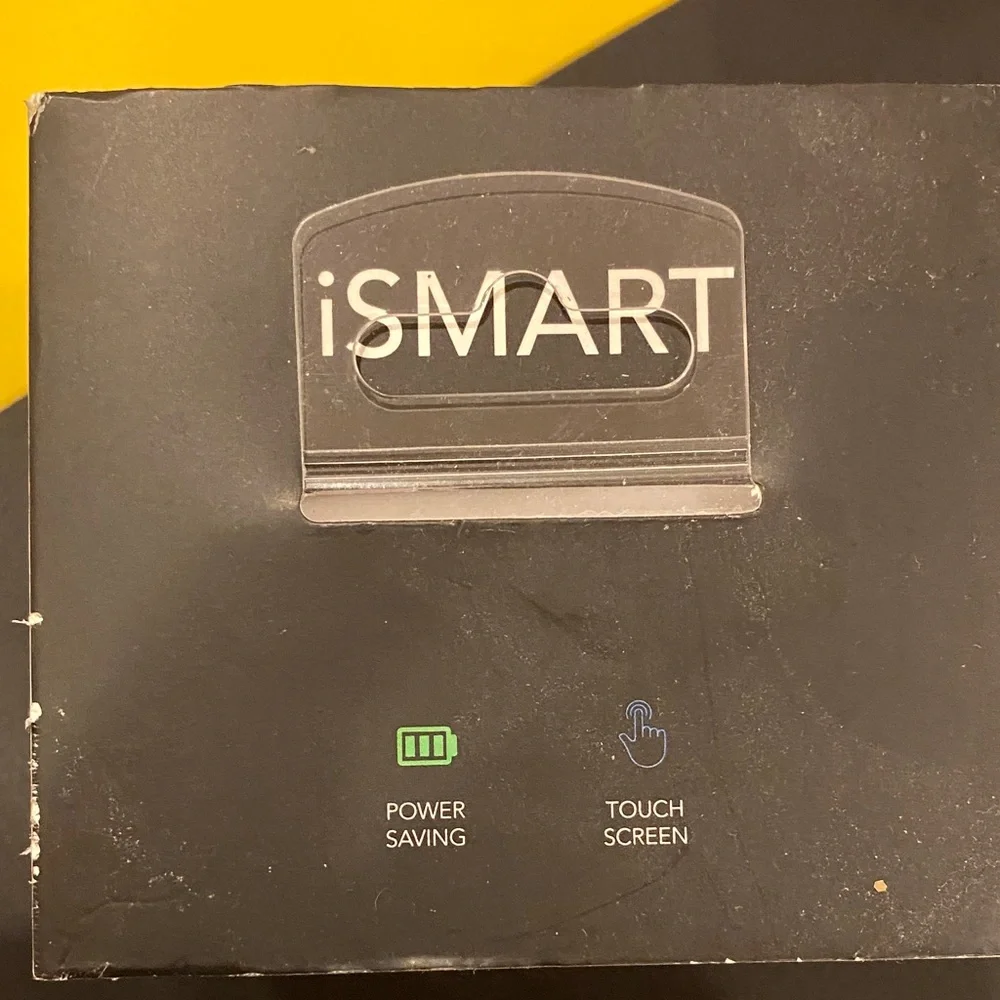 iSMART
POWER
SAVING
TOUCH
SCREEN